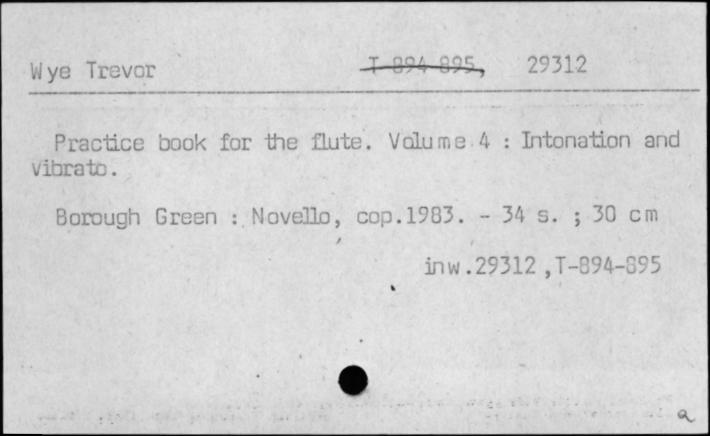 Wye Trevor T-894-895, 29312
Practice book for the flute. Volume 4 : Intonation and
vibrato.
Borough Green : Novello, cop.1983. - 34 s. ; 30 cm
inw.29312 ,T-894-895
a